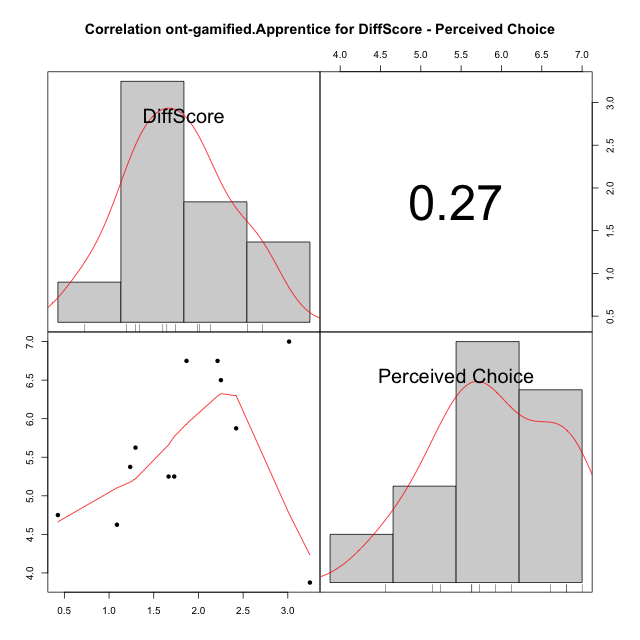 Correlation ont-gamified.Apprentice for DiffScore - Perceived Choice
4.0 4.5 5.0 5.5 6.0 6.5 7.0
DiffScore
0.27
3.0
2.5
2.0
1.5
1.0
0.5
7.0
6.5
6.0
5.5
5.0
4.5
4.0
Perceived Choice
0.5 1.0 1.5 2.0 2.5 3.0